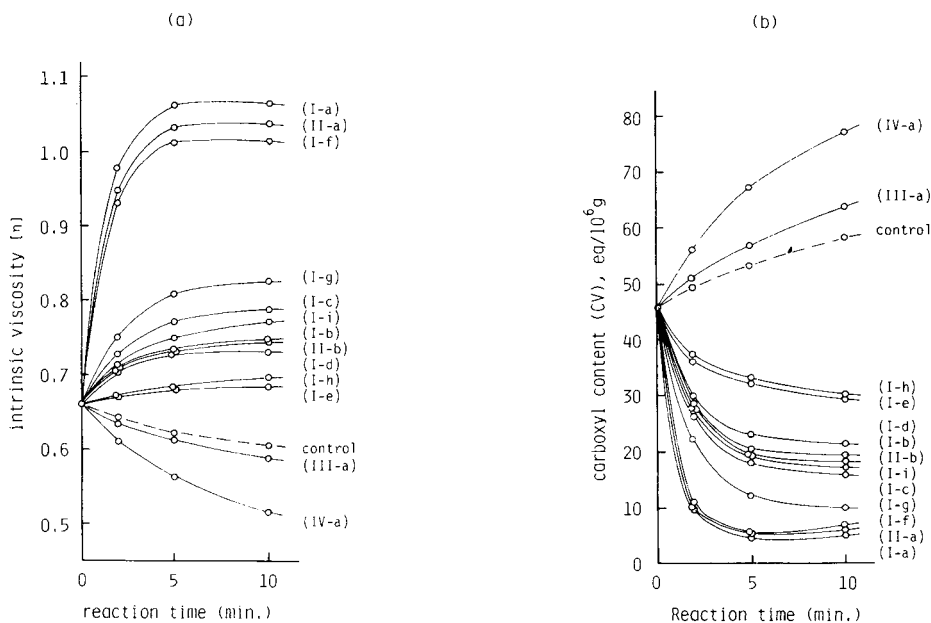 (a)
intrinsic viscosity [η]
1.1
1.0
0.9
0.8
0.7
0.6
0.5
0
5
10
reaction time (min.)
(I-a)
(II-a)
(I-f)
(I-g)
(I-c)
(I-i)
(I-b)
(II-b)
(I-d)
(I-h)
(I-e)
control
(III-a)
(IV-a)
(b)
carboxyl content (CV), eq/10⁶g
80
70
60
50
40
30
20
10
0
0
5
10
Reaction time (min.)
(IV-a)
(III-a)
control
(I-h)
(I-e)
(I-d)
(I-b)
(II-b)
(I-i)
(I-c)
(I-g)
(I-f)
(II-a)
(I-a)